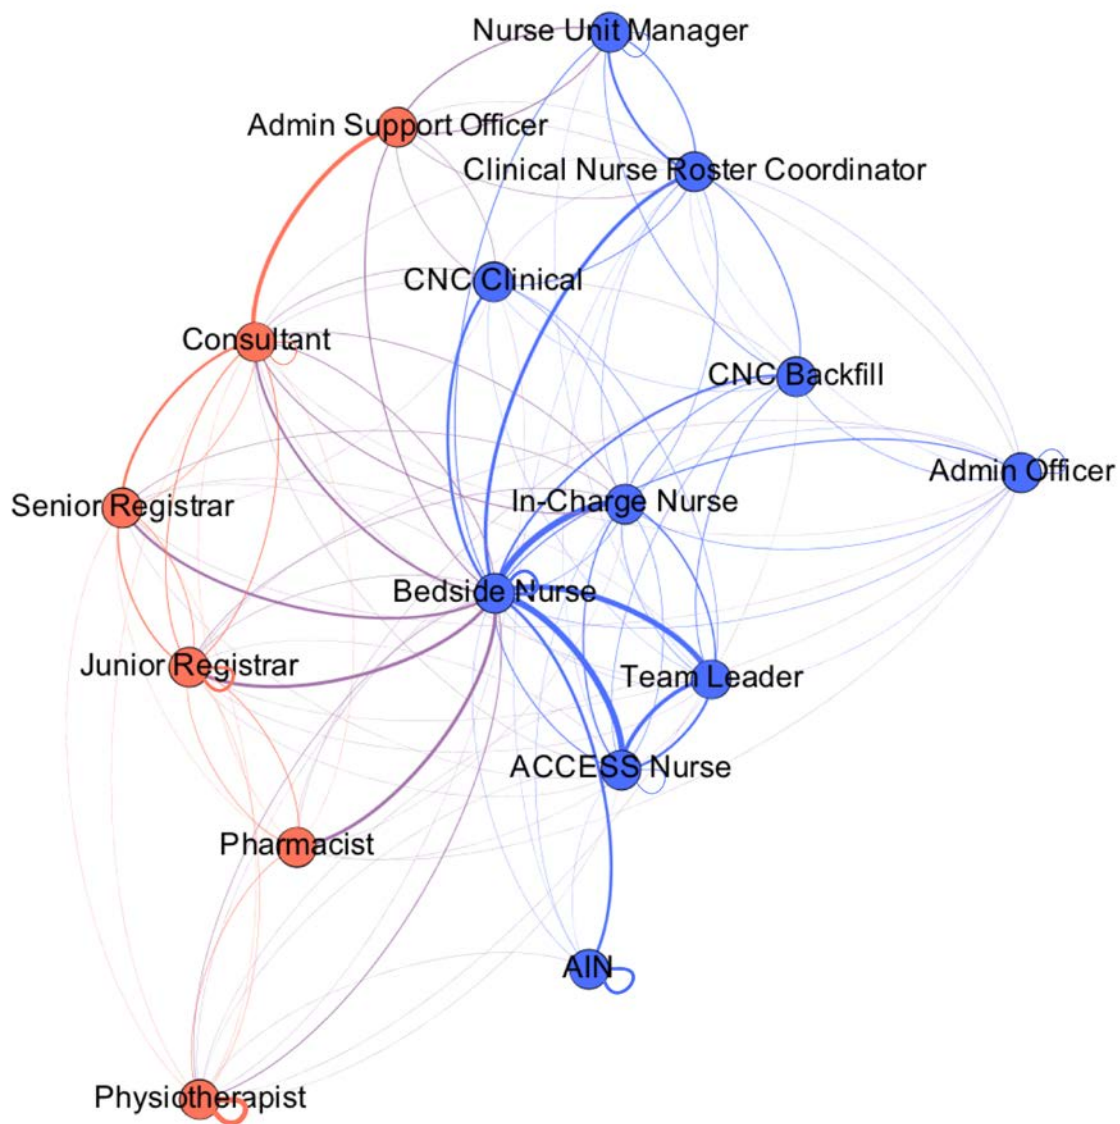 Nurse Unit Manager
Admin Support Officer
Clinical Nurse Roster Coordinator
CNC Clinical
Consultant
CNC Backfill
Admin Officer
In-Charge Nurse
Senior Registrar
Bedside Nurse
Junior Registrar
Team Leader
ACCESS Nurse
Pharmacist
AIN
Physiotherapist